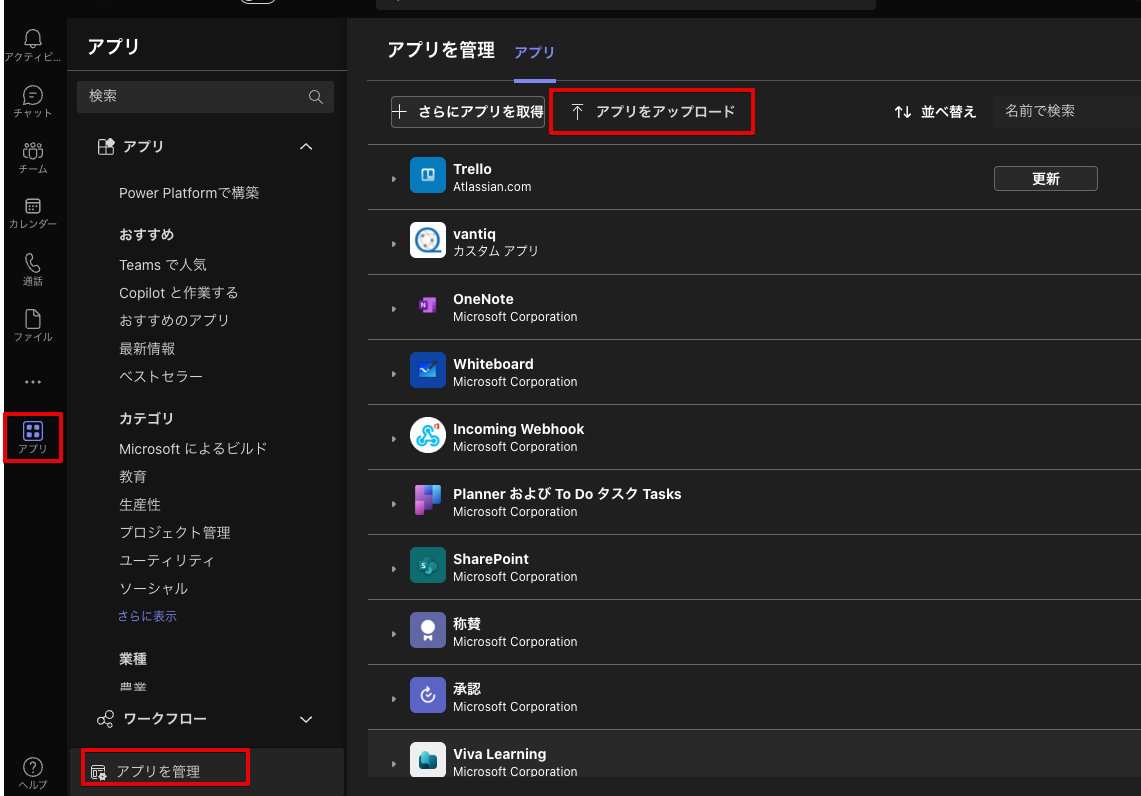 アクティビ...
チャット
チーム
カレンダー
通話
ファイル
アプリ
ヘルプ
アプリ
検索
アプリ
Power Platformで構築
おすすめ
Teams で人気
Copilot と作業する
おすすめのアプリ
最新情報
ベストセラー
カテゴリ
Microsoft によるビルド
教育
生産性
プロジェクト管理
ユーティリティ
ソーシャル
さらに表示
業種
農業
ワークフロー
アプリを管理
アプリを管理 アプリ
さらにアプリを取得 アプリをアップロード 並べ替え 名前で検索
Trello
Atlassian.com
更新
vantiq
カスタム アプリ
OneNote
Microsoft Corporation
Whiteboard
Microsoft Corporation
Incoming Webhook
Microsoft Corporation
Planner および To Do タスク Tasks
Microsoft Corporation
SharePoint
Microsoft Corporation
称賛
Microsoft Corporation
承認
Microsoft Corporation
Viva Learning
Microsoft Corporation